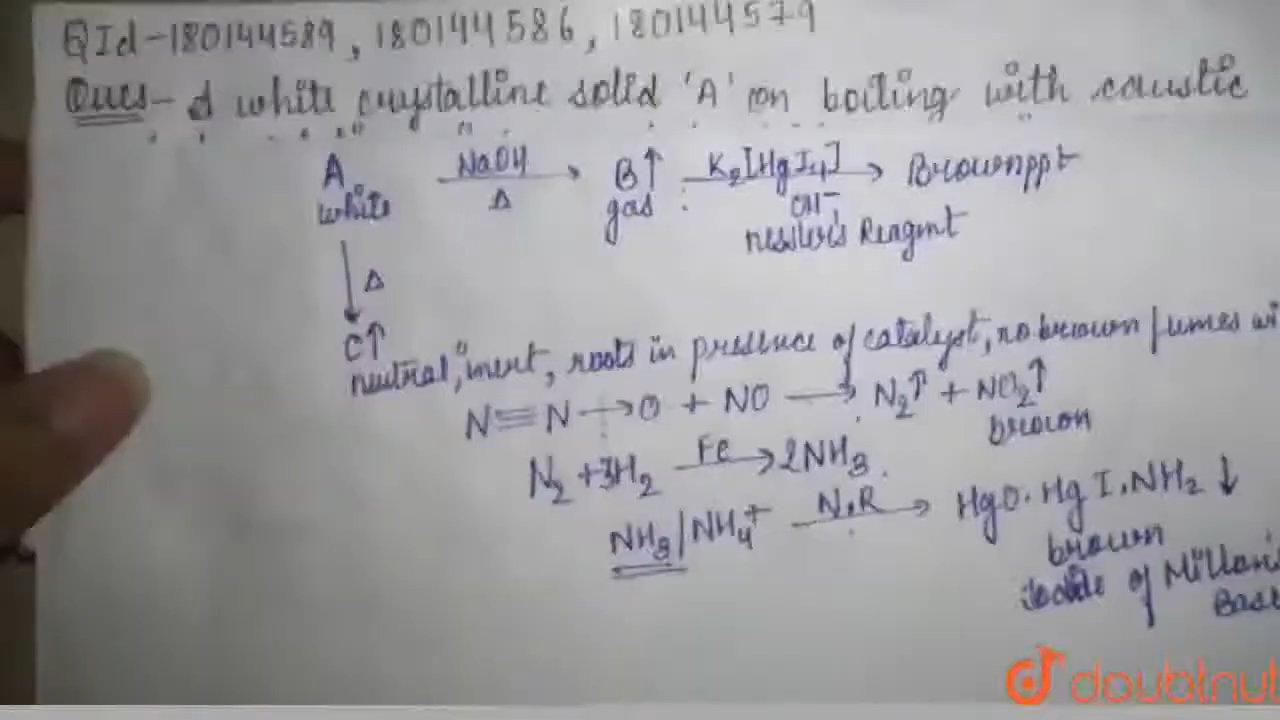 QId-180144589, 180144586, 180144579
Ques- A white crystalline solid 'A' on boiling with caustic
A NaOH → B↑ K₂[HgI₄] → Brown ppt
white Δ gas OH⁻
Nessler's Reagent
Δ
C↑
neutral, inert, roots in presence of catalyst, no brown fumes wi
N≡N→O + NO → N₂↑ + NO₂↑
brown
N₂ + 3H₂ Fe → 2NH₃.
NH₃/NH₄⁺ N.R → HgO.HgI.NH₂↓
brown
iodide of Millon's
Base
doubtnut